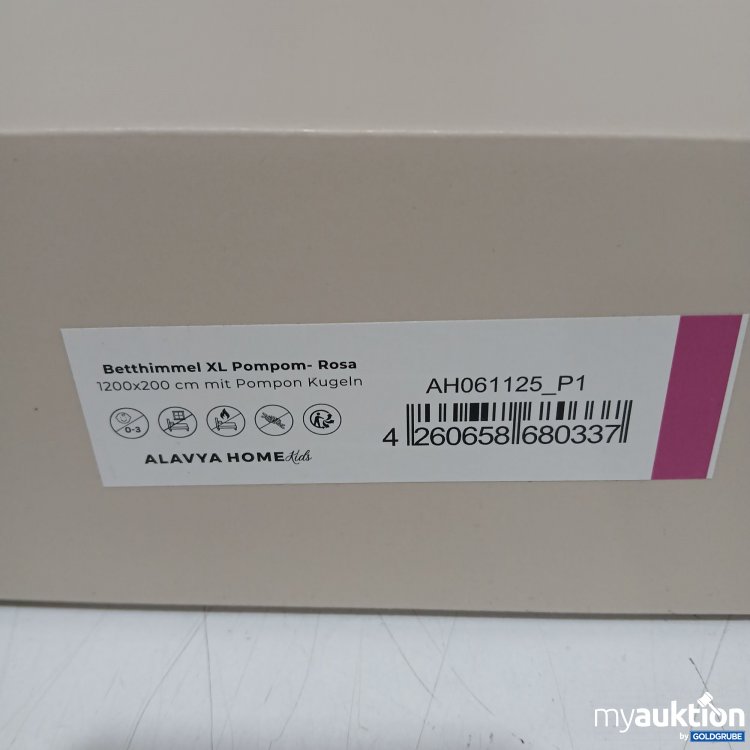 Betthimmel XL Pompom- Rosa
1200x200 cm mit Pompon Kugeln
0-3
ALAVYA HOME Kids
AH061125_P1
4 260658 680337
myauktion
by GOLDGRUBE